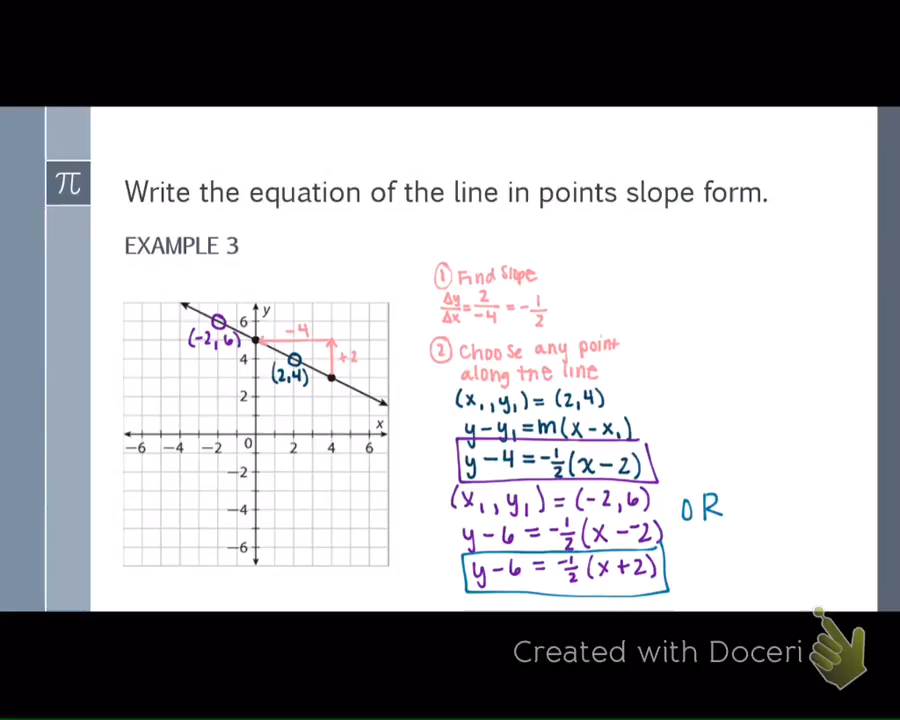 π
Write the equation of the line in points slope form.
EXAMPLE 3
① Find Slope
Δy/Δx = 2/-4 = -1/2
② Choose any point
along the line
(x₁, y₁) = (2,4)
y-y₁ = m(x-x₁)
y-4 = -1/2(x-2)
(x₁, y₁) = (-2,6)
OR
y-6 = -1/2(x--2)
y-6 = -1/2(x+2)
y
6
-4
(-2,6)
4
+2
(2,4)
2
x
-6 -4 -2 0 2 4 6
-2
-4
-6
Created with Doceri